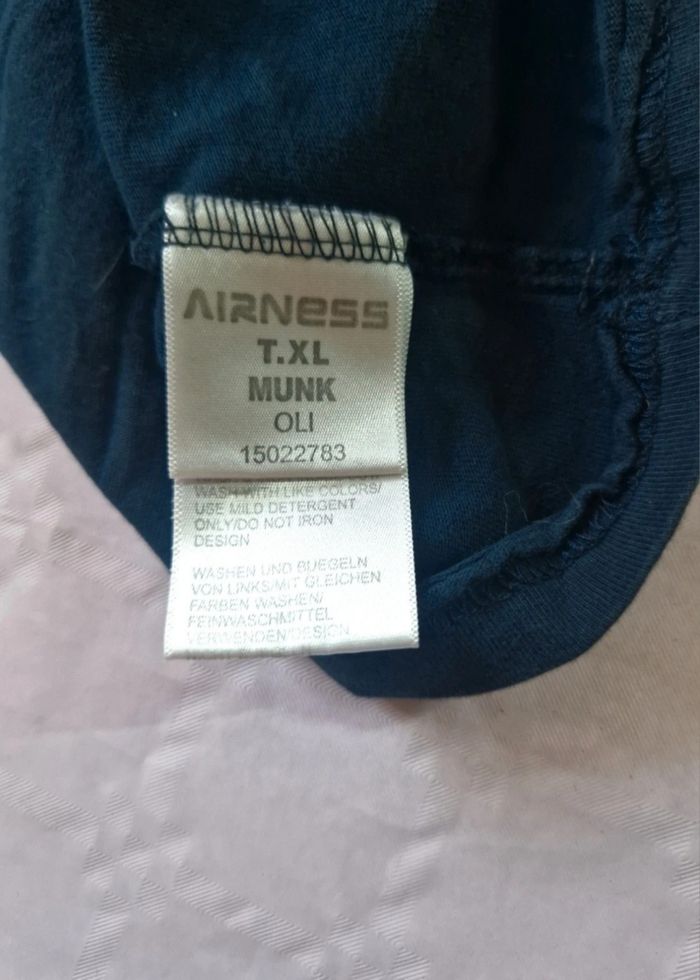 AIRNESS
T.XL
MUNK
OLI
15022783
WASH WITH LIKE COLORS/
USE MILD DETERGENT
ONLY/DO NOT IRON
DESIGN
WASHEN UND BUEGELN
VON LINKS/MIT GLEICHEN
FARBEN WASHEN/
FEINWASCHMITTEL
VERWENDEN/DESIGN